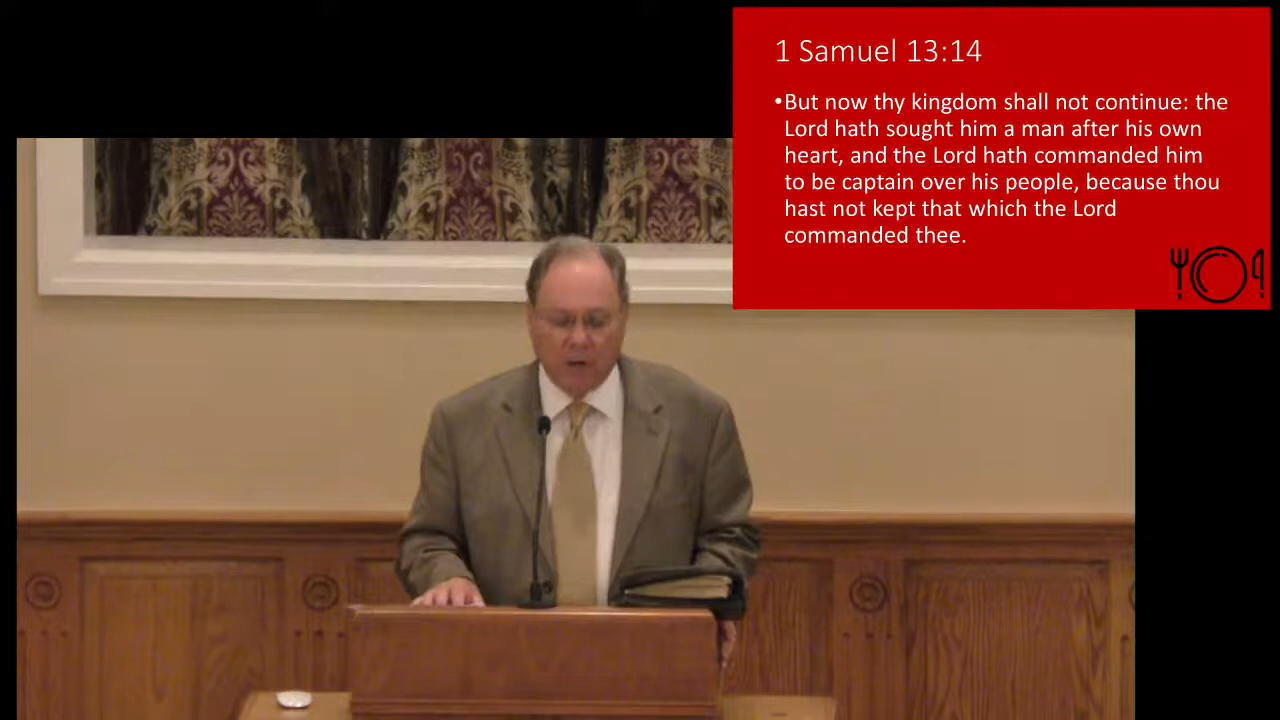 1 Samuel 13:14
•But now thy kingdom shall not continue: the
Lord hath sought him a man after his own
heart, and the Lord hath commanded him
to be captain over his people, because thou
hast not kept that which the Lord
commanded thee.